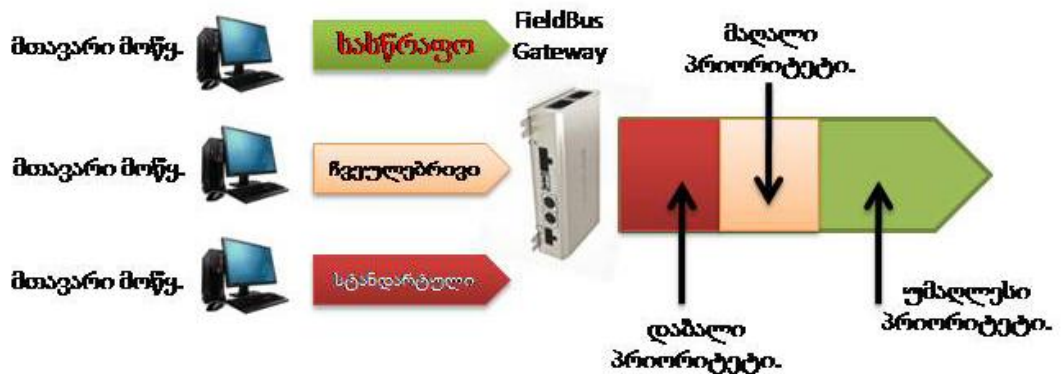 მთავარი მოწყ.
სასწრაფო
FieldBus
Gateway
მაღალი
პრიორიტეტი.
მთავარი მოწყ.
ჩვეულებრივი
მთავარი მოწყ.
სტანდარტული
დაბალი
პრიორიტეტი.
უმაღლესი
პრიორიტეტი.